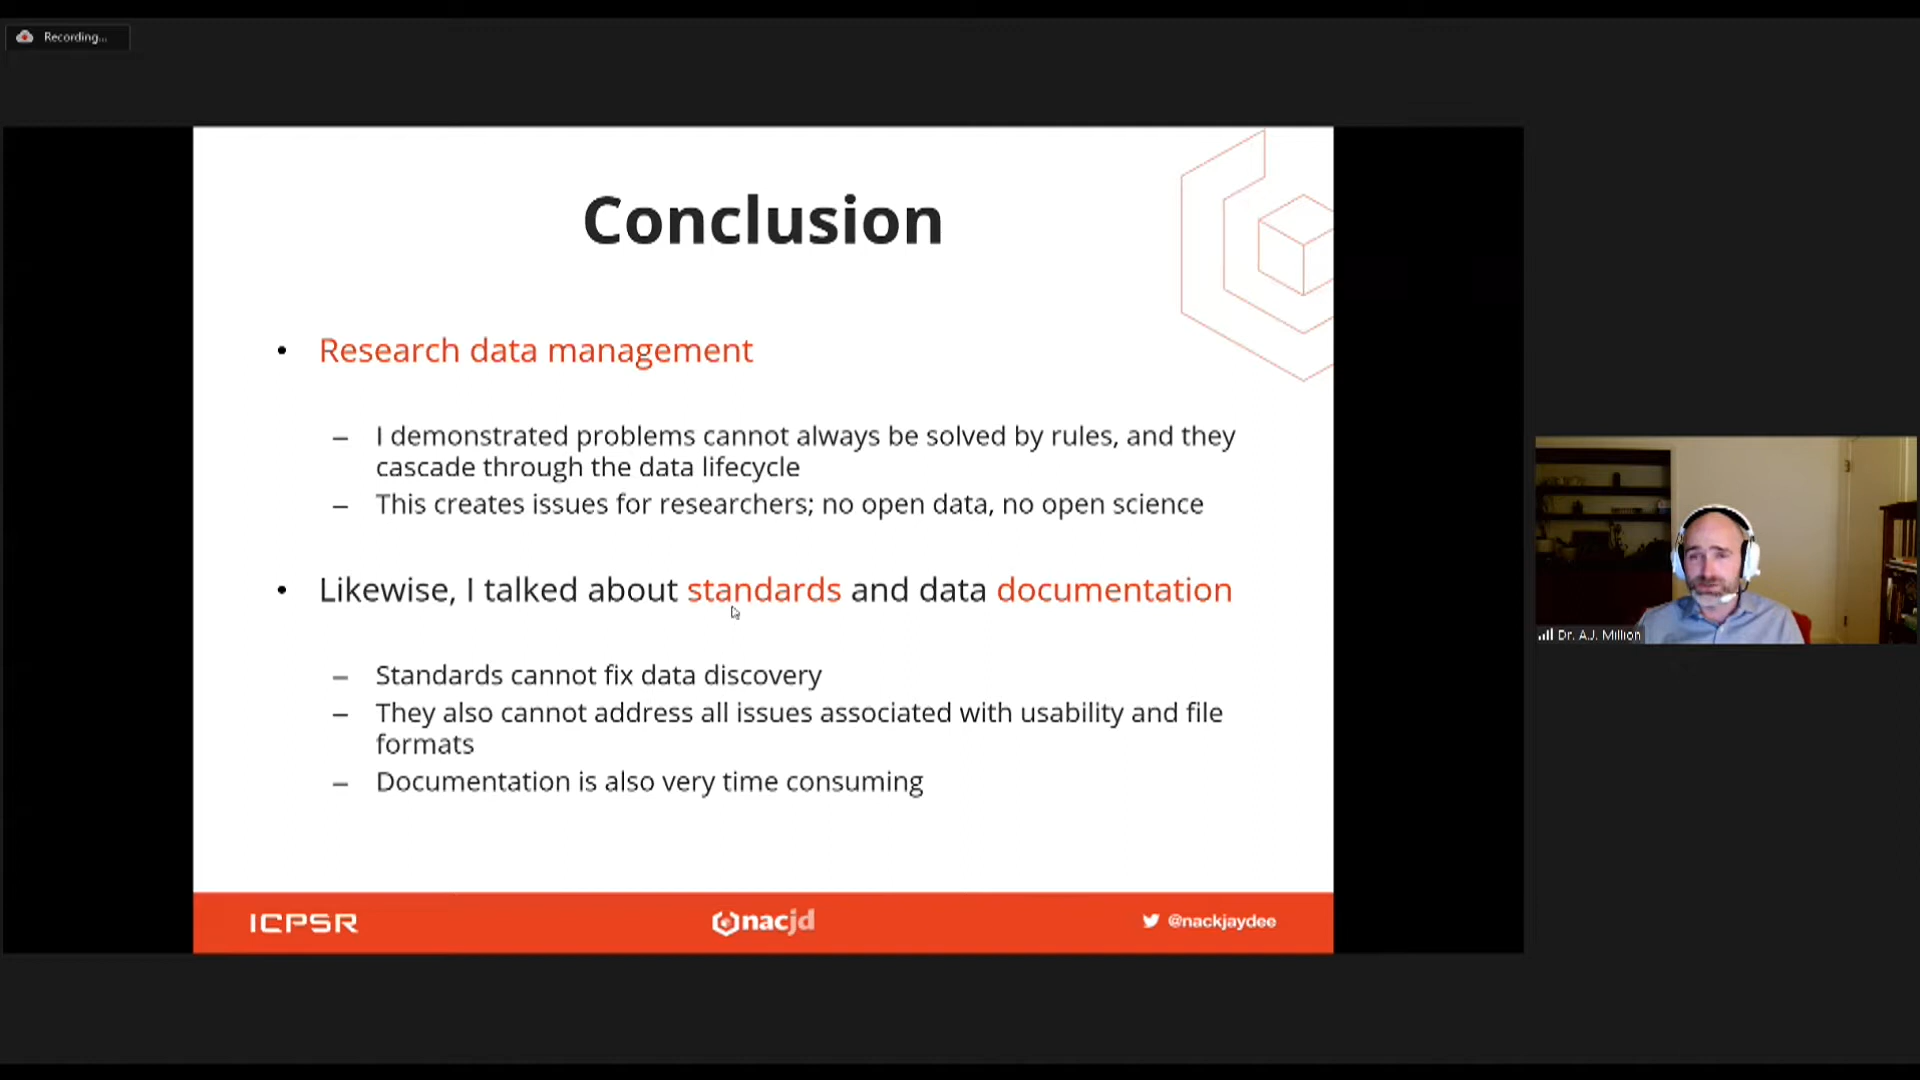 Recording...
Conclusion
• Research data management
– I demonstrated problems cannot always be solved by rules, and they
cascade through the data lifecycle
– This creates issues for researchers; no open data, no open science
• Likewise, I talked about standards and data documentation
– Standards cannot fix data discovery
– They also cannot address all issues associated with usability and file
formats
– Documentation is also very time consuming
Dr. A.J. Million
ICPSR
nacjd
@nackjaydee